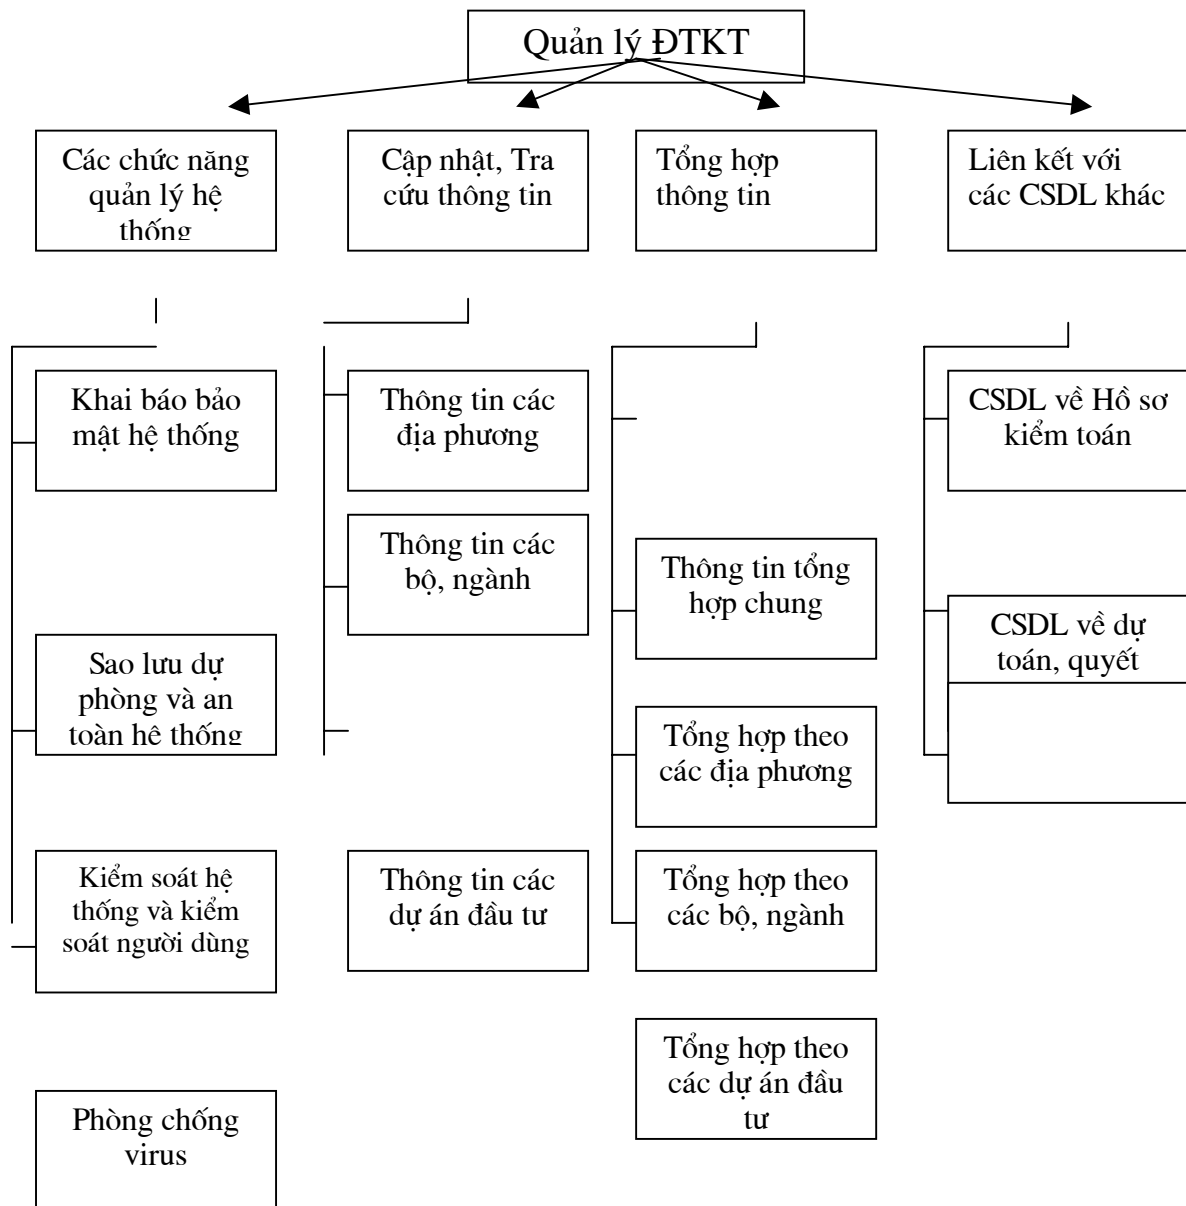 Quản lý ĐTKT
Các chức năng
quản lý hệ
thống
Cập nhật, Tra
cứu thông tin
Tổng hợp
thông tin
Liên kết với
các CSDL khác
Khai báo bảo
mật hệ thống
Sao lưu dự
phòng và an
toàn hệ thống
Kiểm soát hệ
thống và kiểm
soát người dùng
Phòng chống
virus
Thông tin các
địa phương
Thông tin các
bộ, ngành
Thông tin các
dự án đầu tư
Thông tin tổng
hợp chung
Tổng hợp theo
các địa phương
Tổng hợp theo
các bộ, ngành
Tổng hợp theo
các dự án đầu
tư
CSDL về Hồ sơ
kiểm toán
CSDL về dự
toán, quyết